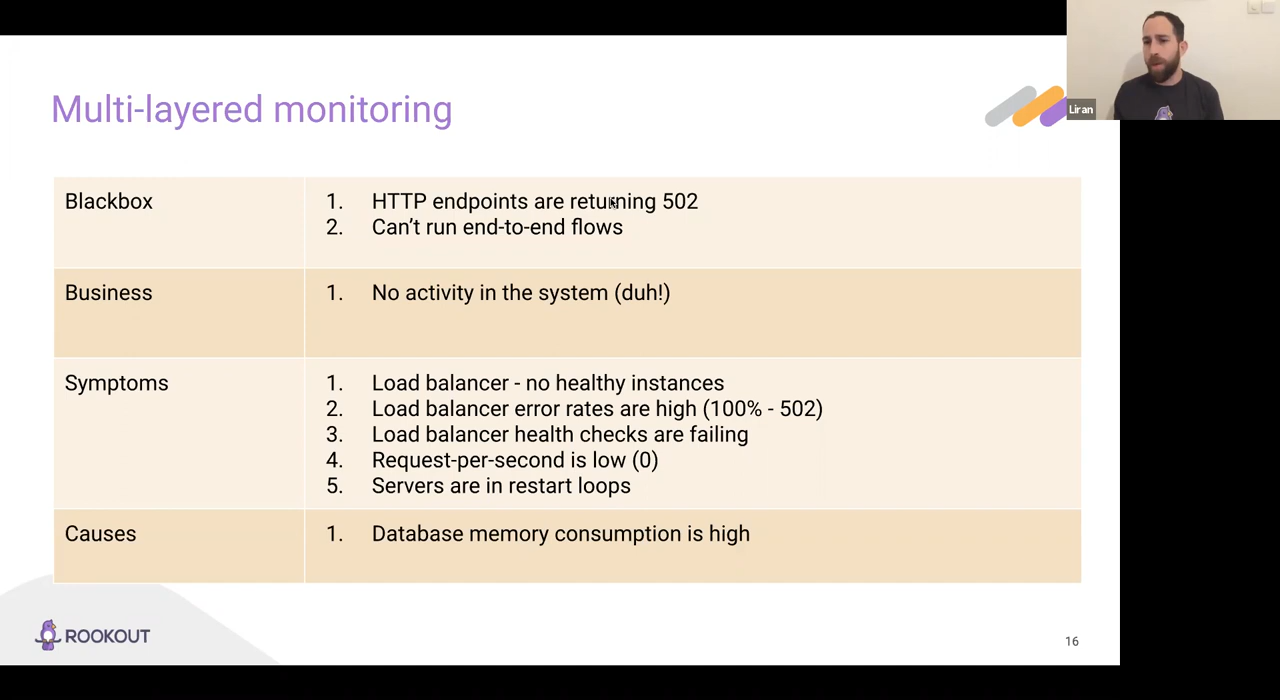 Multi-layered monitoring
Liran
Blackbox
1. HTTP endpoints are returning 502
2. Can't run end-to-end flows
Business
1. No activity in the system (duh!)
Symptoms
1. Load balancer - no healthy instances
2. Load balancer error rates are high (100% - 502)
3. Load balancer health checks are failing
4. Request-per-second is low (0)
5. Servers are in restart loops
Causes
1. Database memory consumption is high
ROOKOUT
16